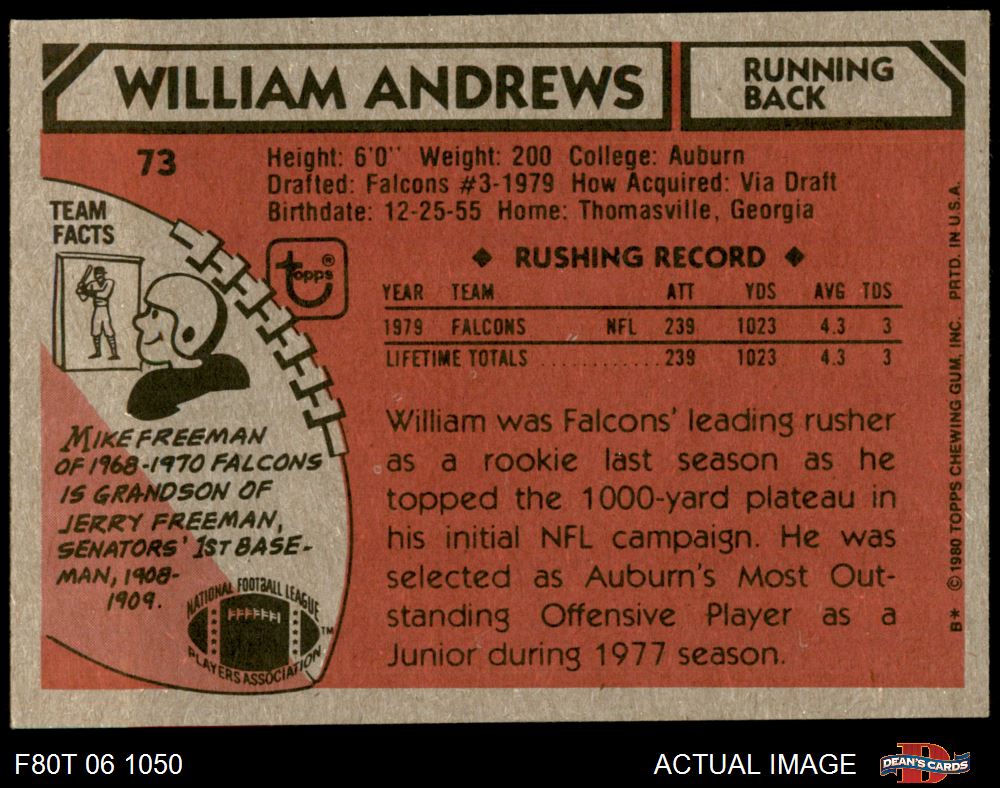 WILLIAM ANDREWS
RUNNING
BACK
73
Height: 6'0" Weight: 200 College: Auburn
Drafted: Falcons #3-1979 How Acquired: Via Draft
Birthdate: 12-25-55 Home: Thomasville, Georgia
TEAM
FACTS
topps ®
MIKE FREEMAN
OF 1968-1970 FALCONS
IS GRANDSON OF
JERRY FREEMAN,
SENATORS' 1ST BASE-
MAN, 1908-
1909.
NATIONAL FOOTBALL LEAGUE
PLAYERS ASSOCIATION
TM
◆ RUSHING RECORD ◆
YEAR TEAM ATT YDS AVG TDS
1979 FALCONS NFL 239 1023 4.3 3
LIFETIME TOTALS ............ 239 1023 4.3 3
William was Falcons' leading rusher
as a rookie last season as he
topped the 1000-yard plateau in
his initial NFL campaign. He was
selected as Auburn's Most Out-
standing Offensive Player as a
Junior during 1977 season.
B* © 1980 TOPPS CHEWING GUM, INC. PRTD. IN U.S.A.
F80T 06 1050
ACTUAL IMAGE
D
DEAN'S CARDS